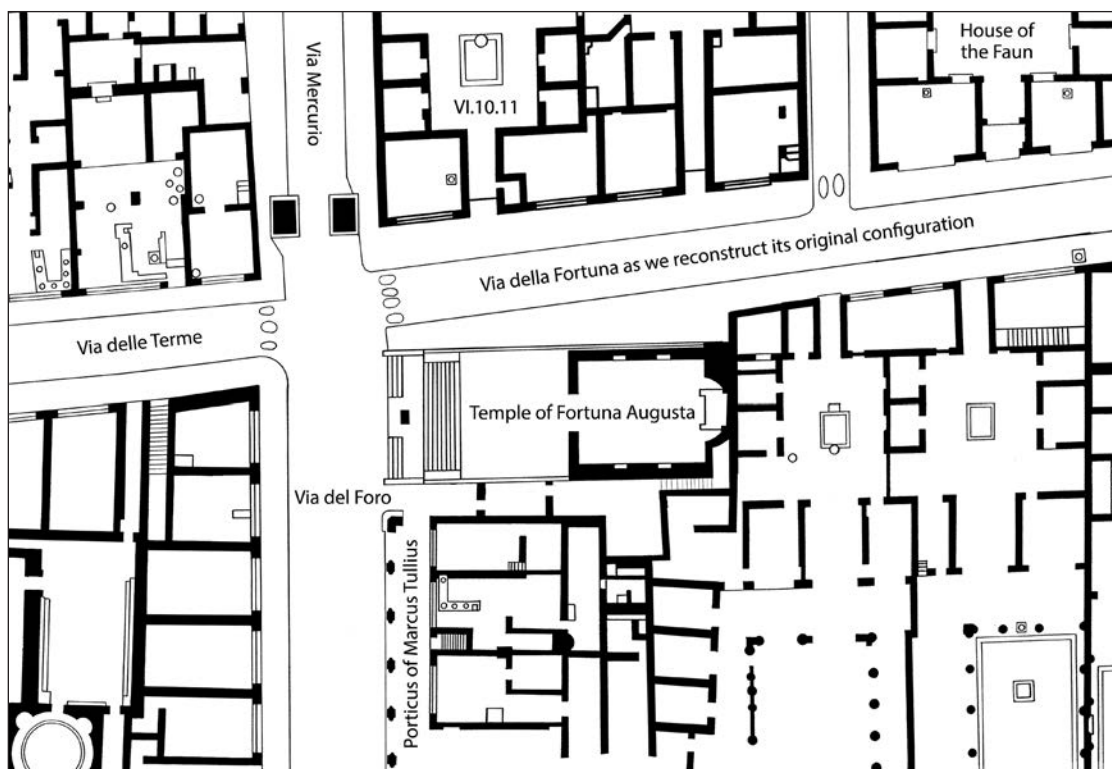 Via Mercurio
VI.10.11
House of
the Faun
Via della Fortuna as we reconstruct its original configuration
Via delle Terme
Temple of Fortuna Augusta
Via del Foro
Porticus of Marcus Tullius